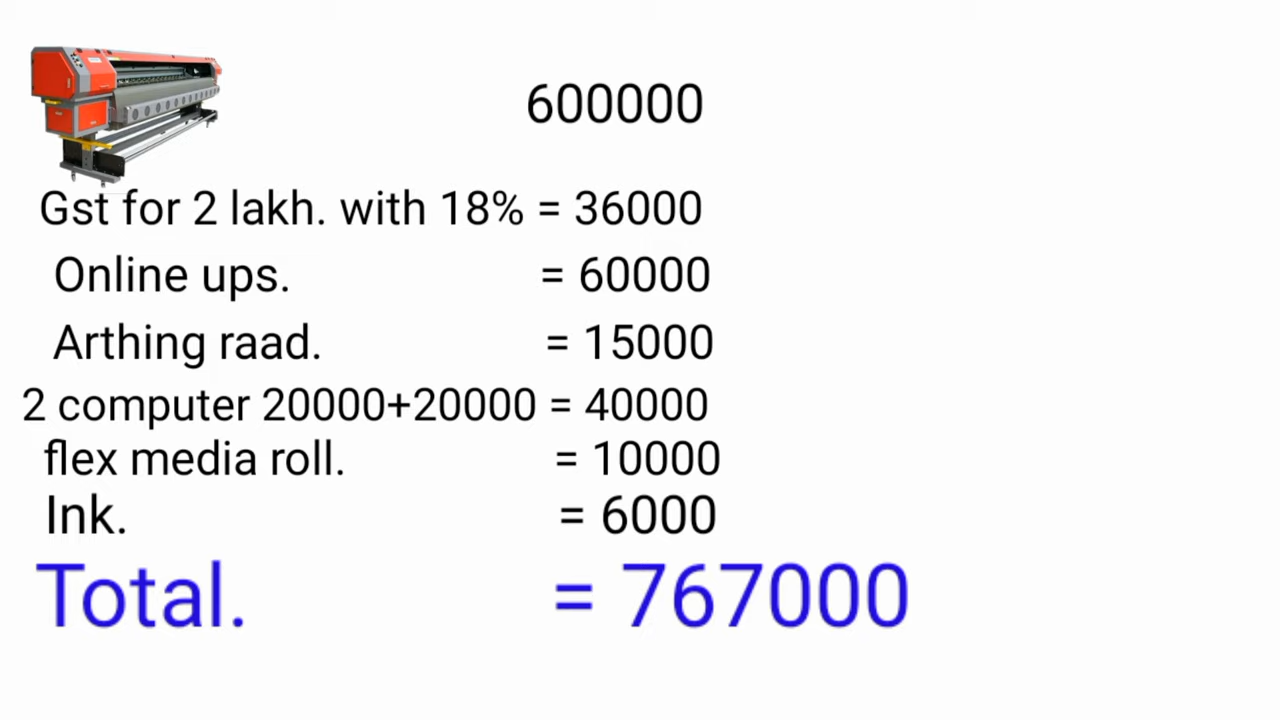 600000
Gst for 2 lakh. with 18% = 36000
Online ups. = 60000
Arthing raad. = 15000
2 computer 20000+20000 = 40000
flex media roll. = 10000
Ink. = 6000
Total. = 767000